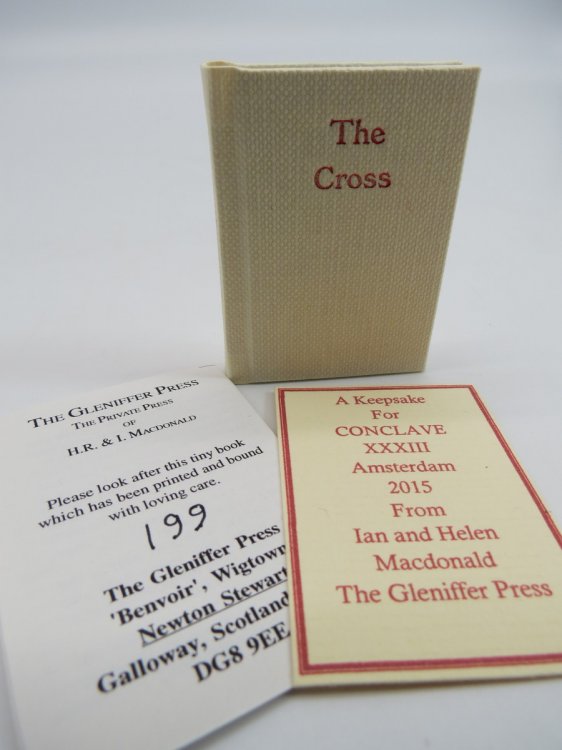 The
Cross
THE GLENIFFER PRESS
THE PRIVATE PRESS
OF
H.R. & I. MACDONALD
Please look after this tiny book
which has been printed and bound
with loving care.
199
The Gleniffer Press
'Benvoir', Wigtown
Newton Stewart
Galloway, Scotland
DG8 9EE
A Keepsake
For
CONCLAVE
XXXIII
Amsterdam
2015
From
Ian and Helen
Macdonald
The Gleniffer Press